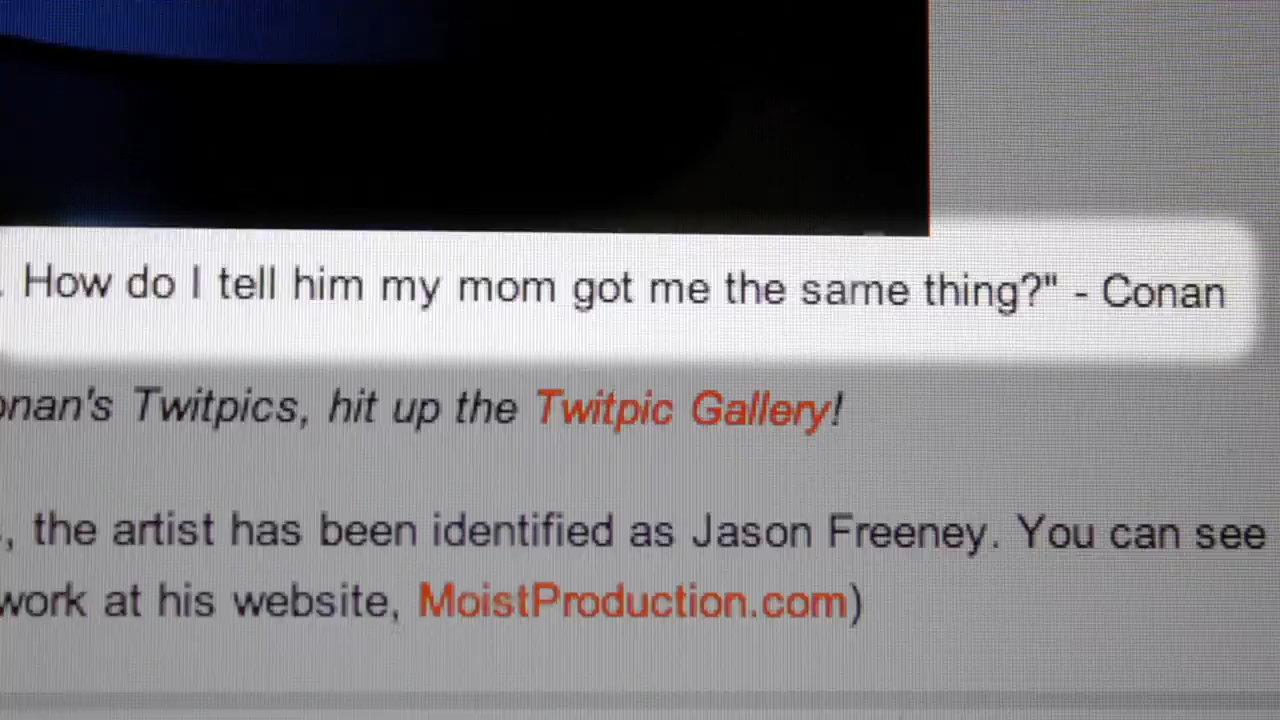 . How do I tell him my mom got me the same thing?" - Conan
onan's Twitpics, hit up the Twitpic Gallery!
, the artist has been identified as Jason Freeney. You can see
work at his website, MoistProduction.com)